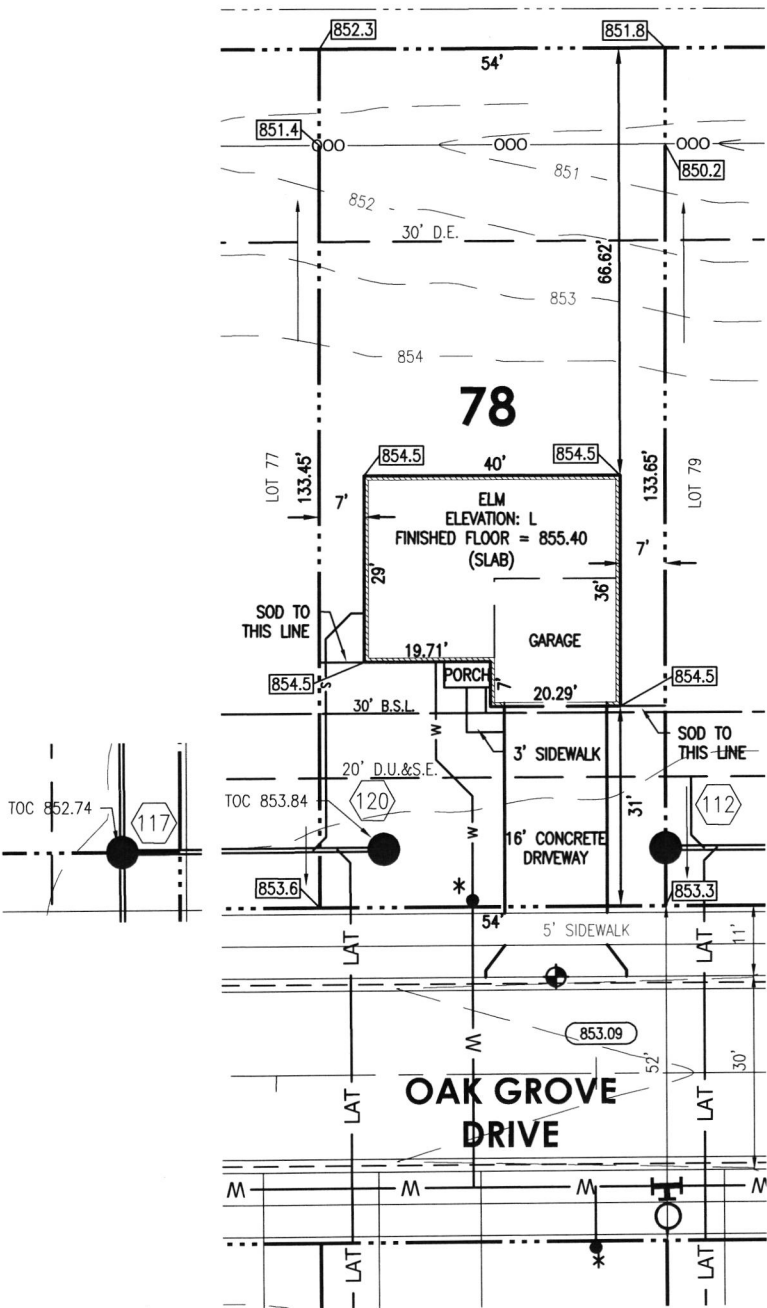 852.3
851.8
54'
851.4
OOO
OOO
OOO
850.2
851
852
30' D.E.
66.62'
853
854
78
854.5
40'
854.5
LOT 77
133.45'
133.65'
LOT 79
7'
ELM
ELEVATION: L
FINISHED FLOOR = 855.40
(SLAB)
7'
29'
36'
SOD TO
THIS LINE
GARAGE
19.71'
PORCH
854.5
S
7'
20.29'
854.5
30' B.S.L.
W
SOD TO
THIS LINE
3' SIDEWALK
20' D.U.&S.E.
TOC 852.74
117
TOC 853.84
120
31'
112
W
16' CONCRETE
DRIVEWAY
853.6
853.3
54'
5' SIDEWALK
11'
LAT
LAT
853.09
W
52'
30'
OAK GROVE
DRIVE
LAT
LAT
W
W
W
W
LAT
LAT